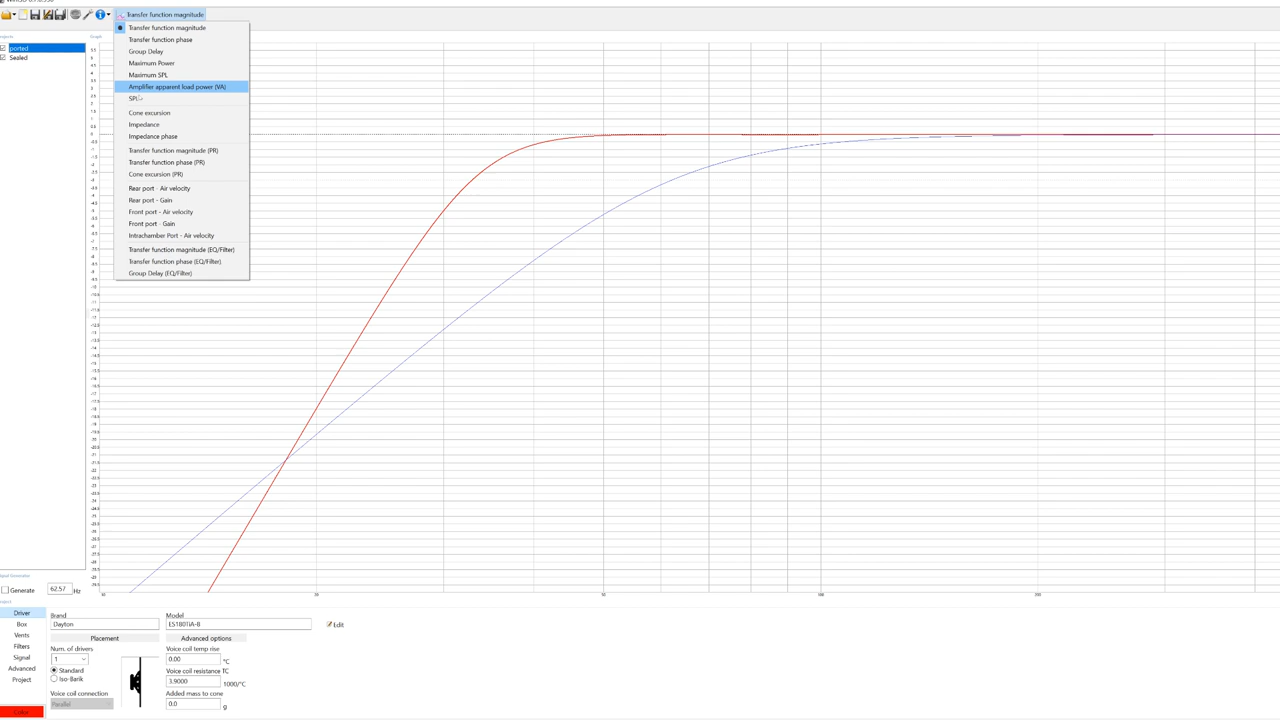 Transfer function magnitude
Transfer function magnitude
Transfer function phase
Group Delay
Maximum Power
Maximum SPL
Amplifier apparent load power (VA)
SPL
Cone excursion
Impedance
Impedance phase
Transfer function magnitude (PR)
Transfer function phase (PR)
Cone excursion (PR)
Rear port - Air velocity
Rear port - Gain
Front port - Air velocity
Front port - Gain
Intrachamber Port - Air velocity
Transfer function magnitude (EQ/Filter)
Transfer function phase (EQ/Filter)
Group Delay (EQ/Filter)
ported
Sealed
Graph
Generate 62.57 Hz
Driver
Box
Vents
Filters
Signal
Advanced
Project
Color
Brand
Dayton
Model
ES180TiA-8
Edit
Placement
Advanced options
Num. of drivers
1
Standard
Iso-Barik
Voice coil connection
Parallel
Voice coil temp rise
0.00 °C
Voice coil resistance TC
3.9000 1000/°C
Added mass to cone
0.0 g